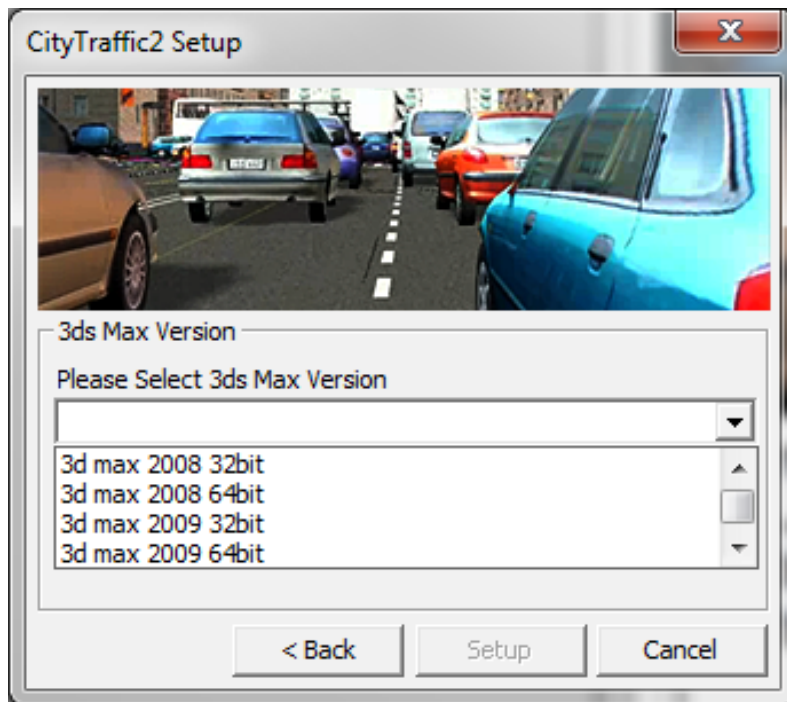 CityTraffic2 Setup
3ds Max Version
Please Select 3ds Max Version
3d max 2008 32bit
3d max 2008 64bit
3d max 2009 32bit
3d max 2009 64bit
< Back Setup Cancel